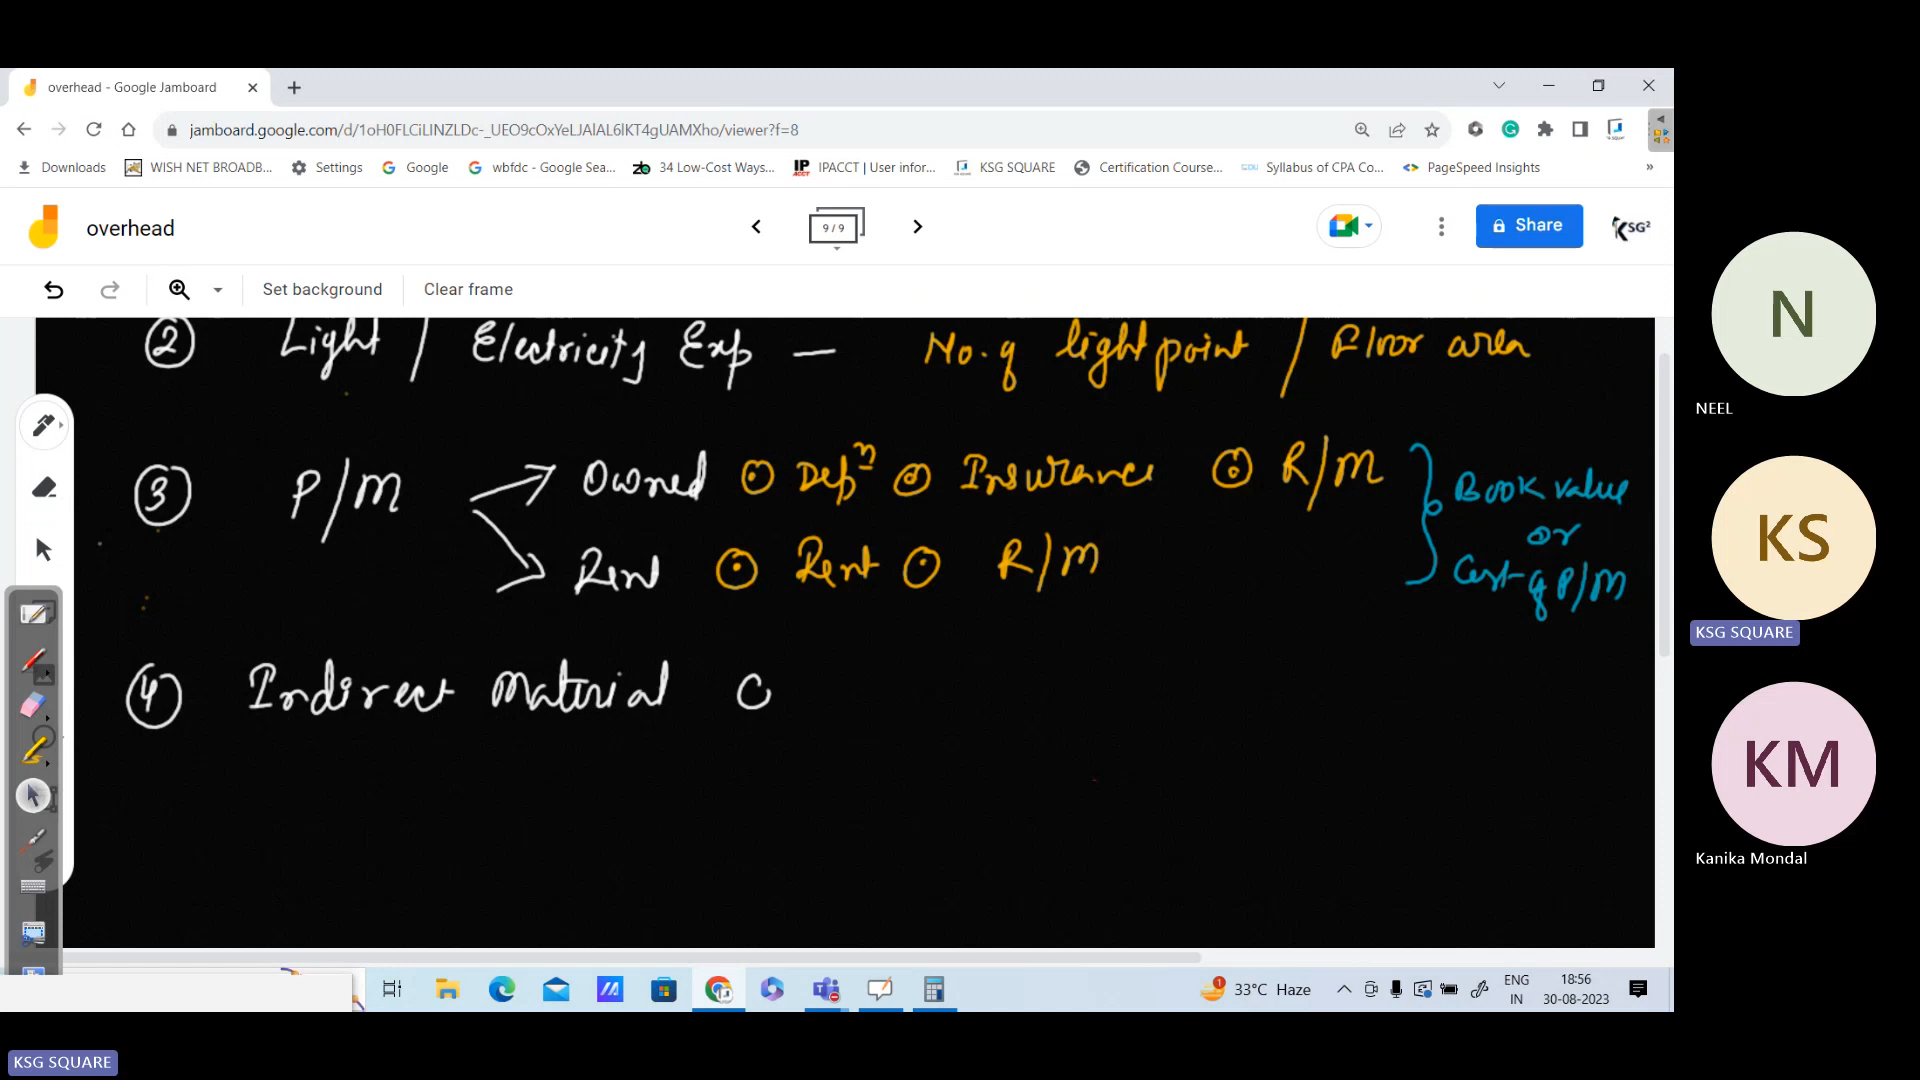 overhead - Google Jamboard
jamboard.google.com/d/1oH0FLCiLINZLDc-_UEO9cOxYeLJAlAL6lKT4gUAMXho/viewer?f=8
Downloads WISH NET BROADB... Settings Google wbfdc - Google Sea... 34 Low-Cost Ways... IPACCT | User infor... KSG SQUARE Certification Course... Syllabus of CPA Co... PageSpeed Insights »
overhead 9 / 9 Share KSG²
Set background Clear frame
② Light / Electricity Exp — No. of light point / Floor area
③ P/M Owned Depⁿ Insurance R/M Book value
or
Rent Rent R/M Cost of P/M
④ Indirect Material C
N
NEEL
KS
KSG SQUARE
KM
Kanika Mondal
1 33°C Haze ENG 18:56
IN 30-08-2023
KSG SQUARE